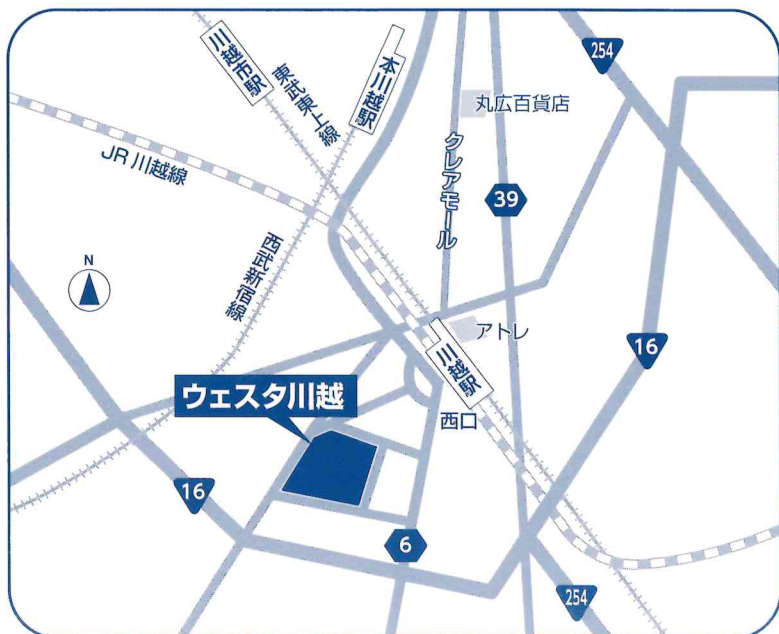 川越市駅
東武東上線
本川越駅
254
丸広百貨店
JR 川越線
クレアモール
39
N
西武新宿線
アトレ
川越駅
16
ウェスタ川越
西口
16
6
254